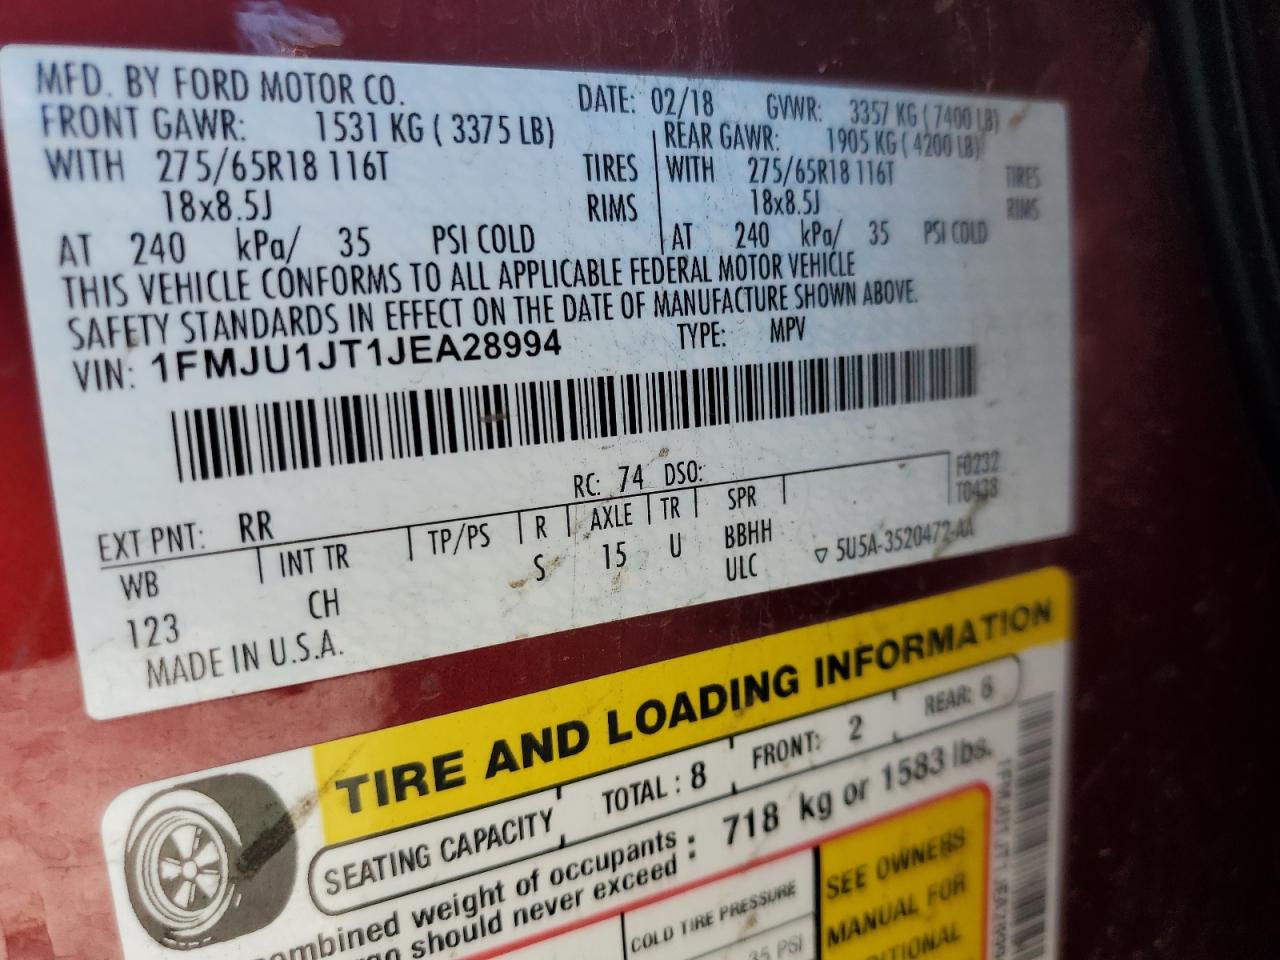 MFD. BY FORD MOTOR CO. DATE: 02/18 GVWR: 3357 KG ( 7400 LB)
FRONT GAWR: 1531 KG ( 3375 LB) REAR GAWR: 1905 KG ( 4200 LB)
WITH 275/65R18 116T TIRES WITH 275/65R18 116T TIRES
18x8.5J RIMS 18x8.5J RIMS
AT 240 kPa/ 35 PSI COLD AT 240 kPa/ 35 PSI COLD
THIS VEHICLE CONFORMS TO ALL APPLICABLE FEDERAL MOTOR VEHICLE
SAFETY STANDARDS IN EFFECT ON THE DATE OF MANUFACTURE SHOWN ABOVE.
VIN: 1FMJU1JT1JEA28994 TYPE: MPV
RC: 74 DSO: F0232
EXT PNT: RR T0438
WB INT TR TP/PS R AXLE TR SPR
123 CH S 15 U BBHH
ULC ▽ 5U5A-3520472-AA
MADE IN U.S.A.
TIRE AND LOADING INFORMATION
SEATING CAPACITY TOTAL : 8 FRONT: 2 REAR: 6
combined weight of occupants : 718 kg or 1583 lbs.
should never exceed
COLD TIRE PRESSURE
35 PSI
SEE OWNERS
MANUAL FOR